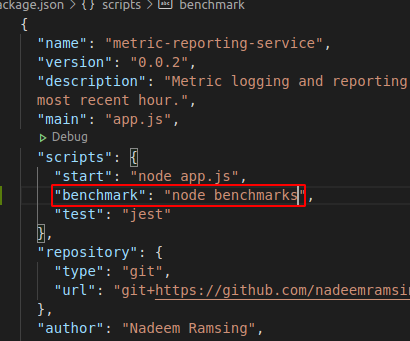 ackage.json > {} scripts > abc benchmark
{
"name": "metric-reporting-service",
"version": "0.0.2",
"description": "Metric logging and reporting
most recent hour.",
"main": "app.js",
Debug
"scripts": {
"start": "node app.js",
"benchmark": "node benchmarks",
"test": "jest"
},
"repository": {
"type": "git",
"url": "git+https://github.com/nadeemramsin
},
"author": "Nadeem Ramsing",